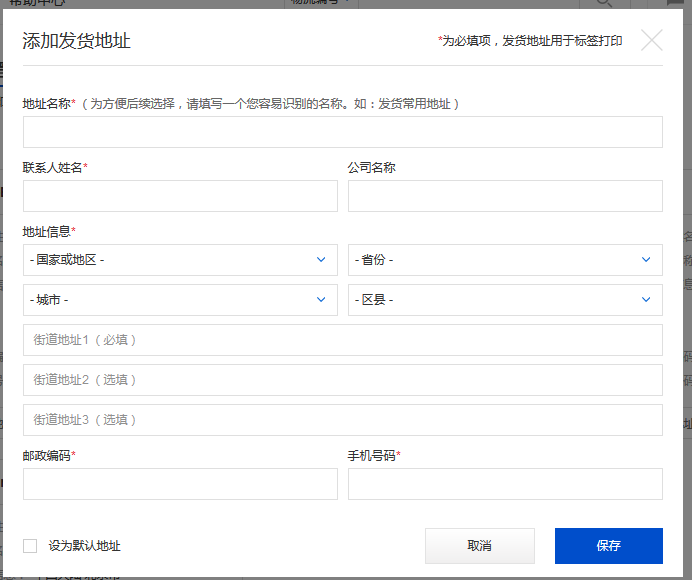 添加发货地址
*为必填项，发货地址用于标签打印
地址名称*（为方便后续选择，请填写一个您容易识别的名称。如：发货常用地址）
联系人姓名*
公司名称
地址信息*
- 国家或地区 -
- 省份 -
- 城市 -
- 区县 -
街道地址1（必填）
街道地址2（选填）
街道地址3（选填）
邮政编码*
手机号码*
设为默认地址
取消
保存